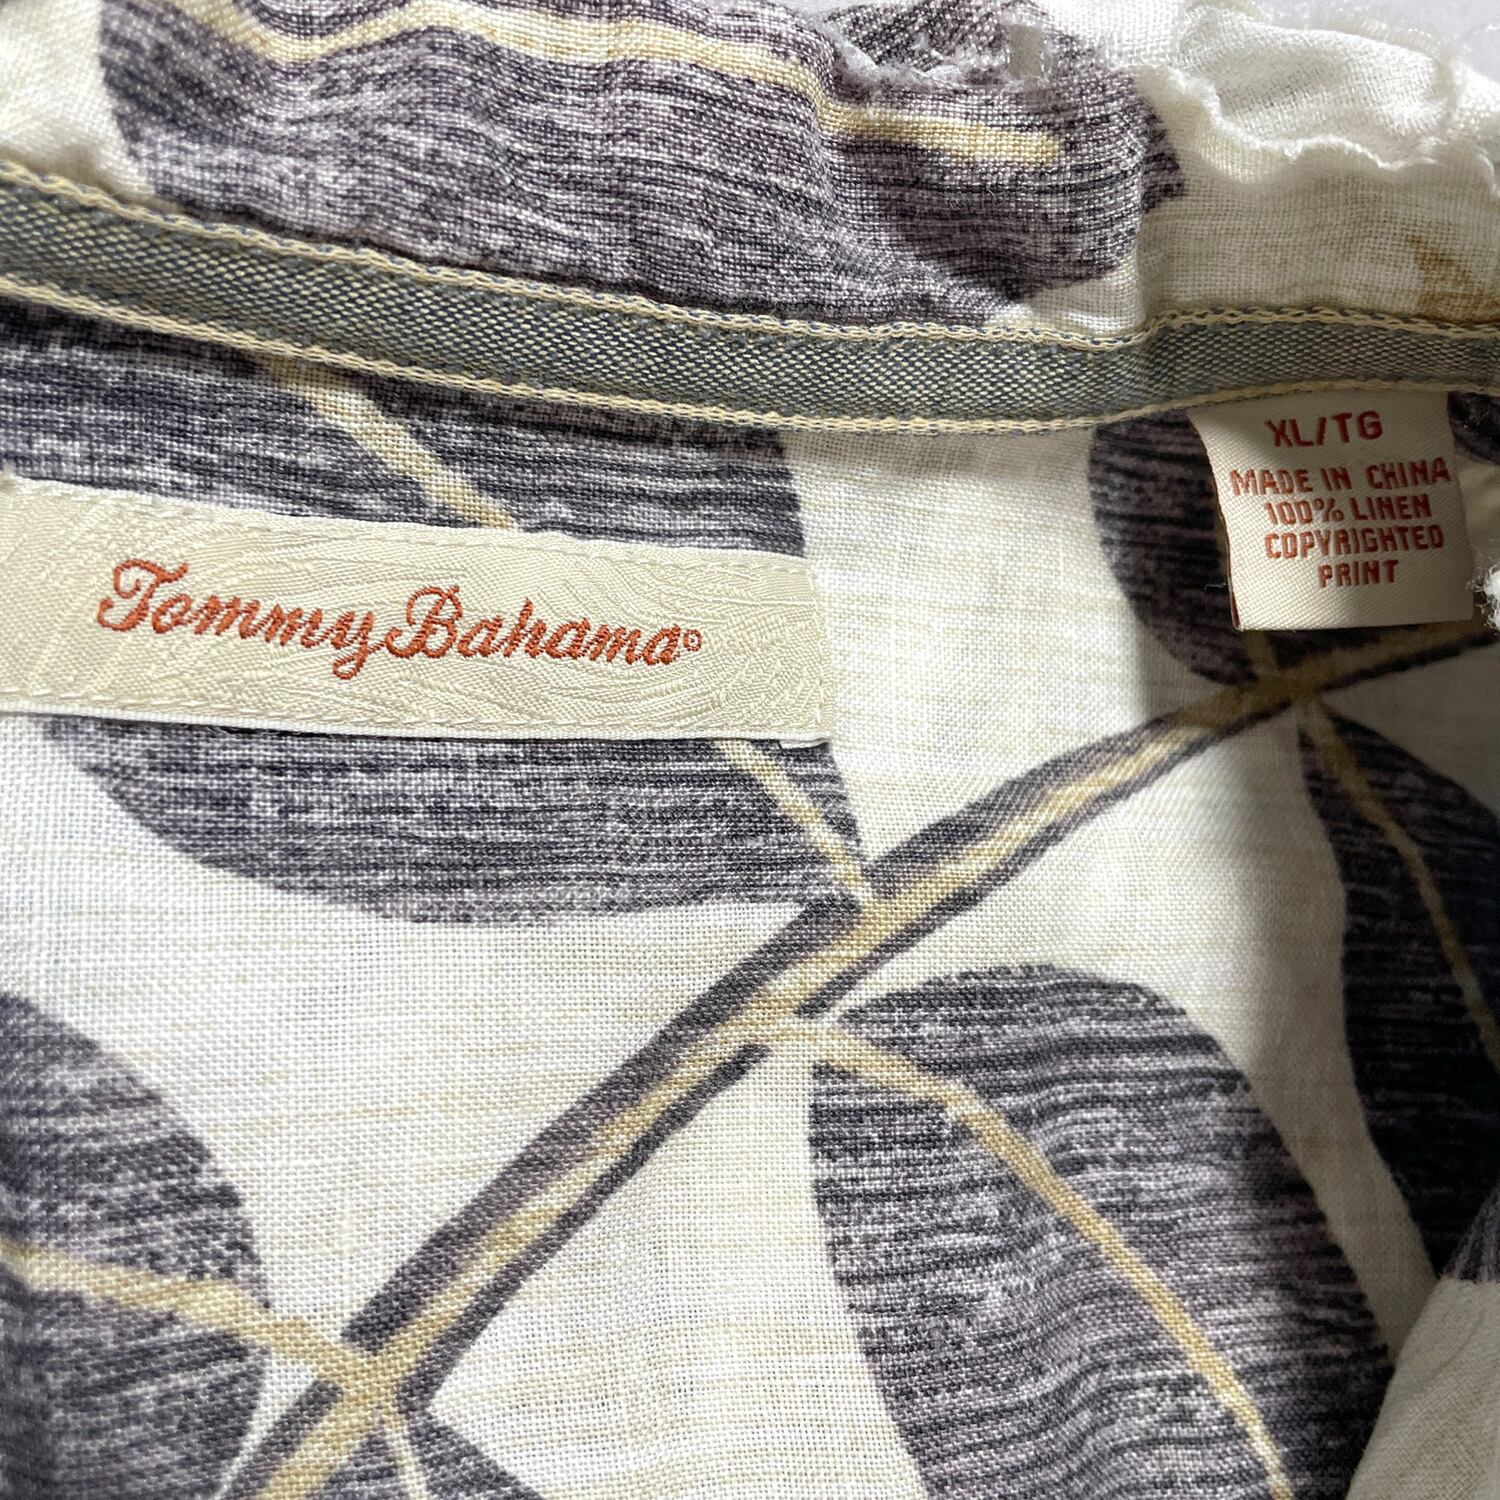 Tommy Bahama©
XL/TG
MADE IN CHINA
100% LINEN
COPYRIGHTED
PRINT